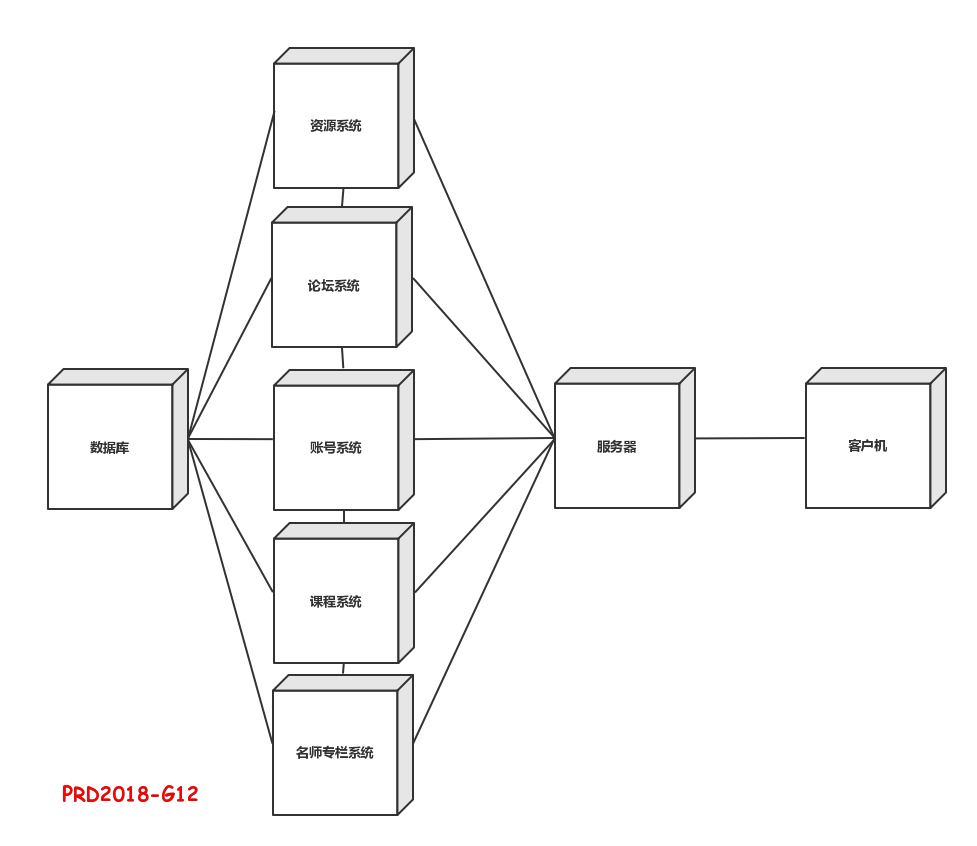 资源系统
论坛系统
数据库
账号系统
服务器
客户机
课程系统
名师专栏系统
PRD2018-G12